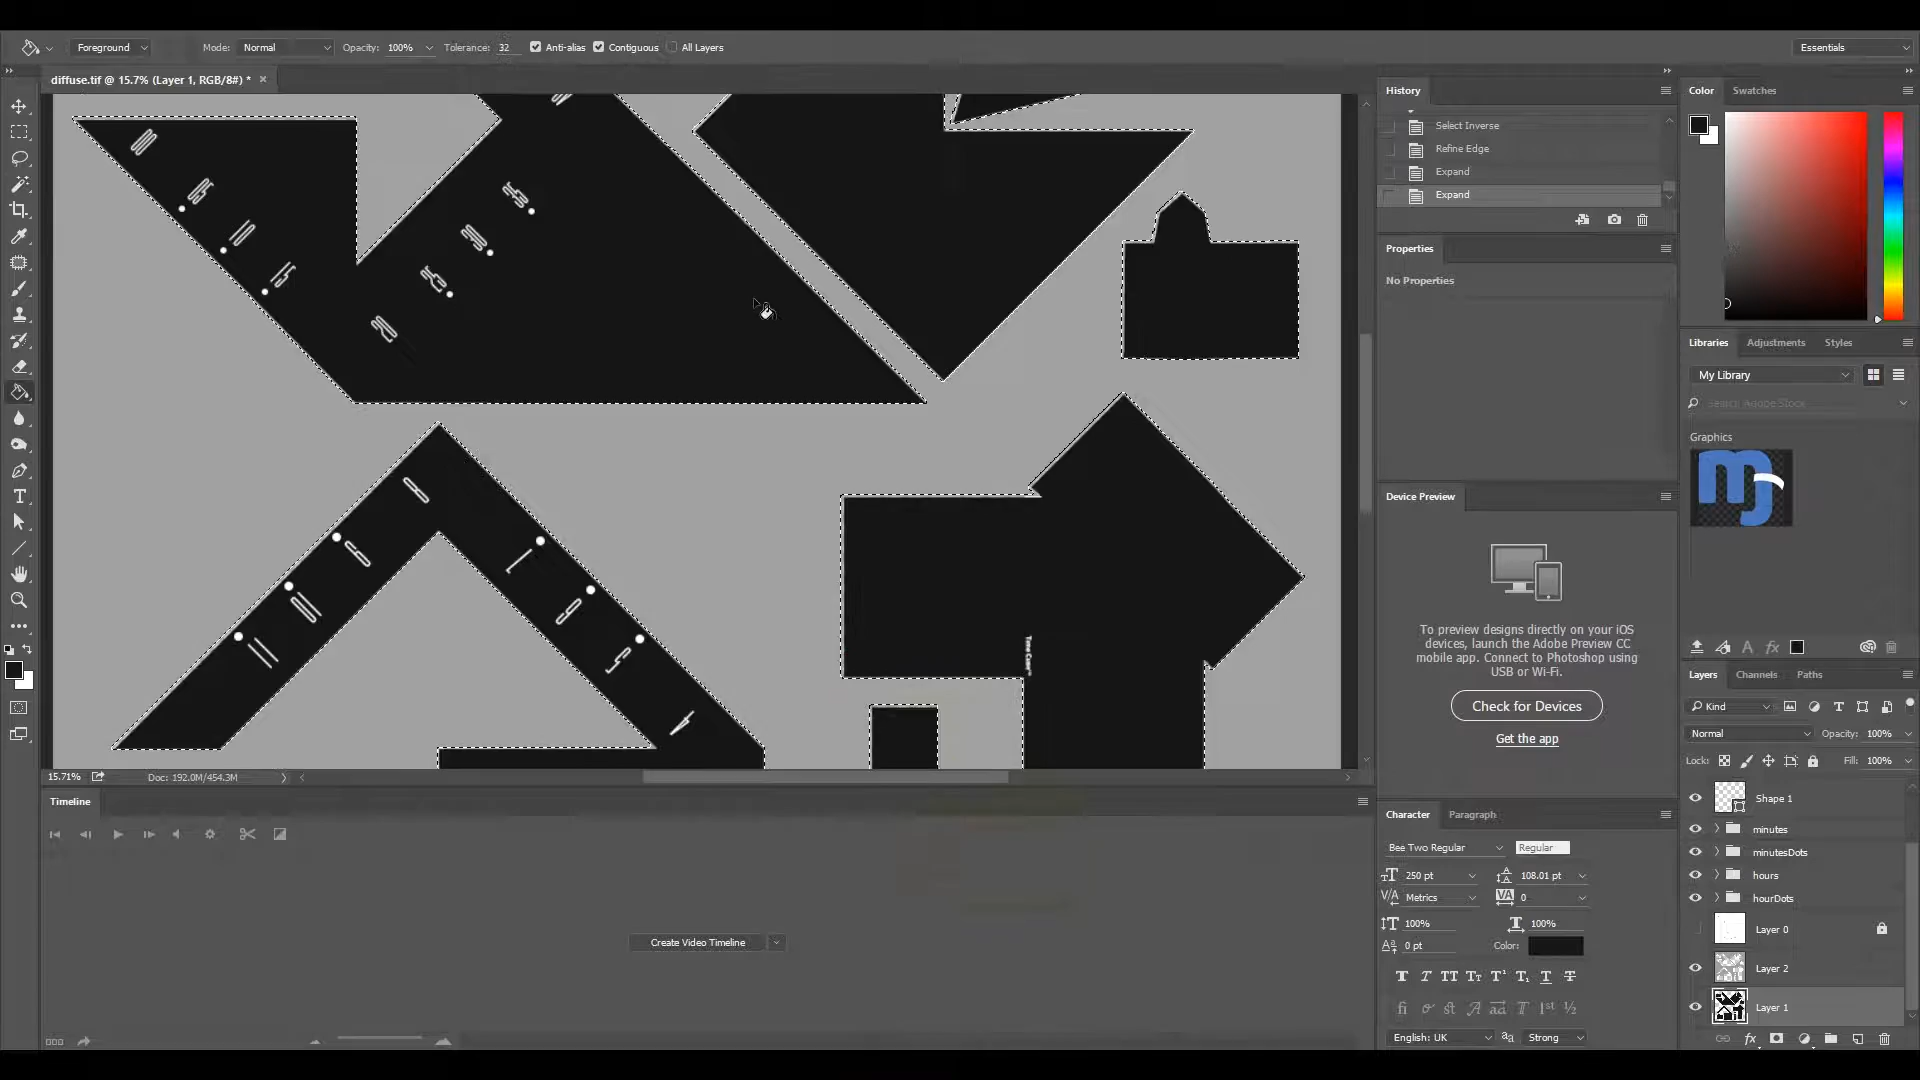 Foreground Mode: Normal Opacity: 100% Tolerance: 32 Anti-alias Contiguous All Layers Essentials
diffuse.tif @ 15.7% (Layer 1, RGB/8#) *
History
Select Inverse
Refine Edge
Expand
Expand
Properties
No Properties
Device Preview
To preview designs directly on your iOS
devices, launch the Adobe Preview CC
mobile app. Connect to Photoshop using
USB or Wi-Fi.
Check for Devices
Get the app
Character Paragraph
Bee Two Regular Regular
250 pt 108.01 pt
Metrics 0
100% 100%
0 pt Color:
English: UK Strong
Color Swatches
Libraries Adjustments Styles
My Library
Search Adobe Stock
Graphics
Layers Channels Paths
Kind
Normal Opacity: 100%
Lock: Fill: 100%
Shape 1
minutes
minutesDots
hours
hourDots
Layer 0
Layer 2
Layer 1
15.71% Doc: 192.0M/454.3M
Timeline
Create Video Timeline